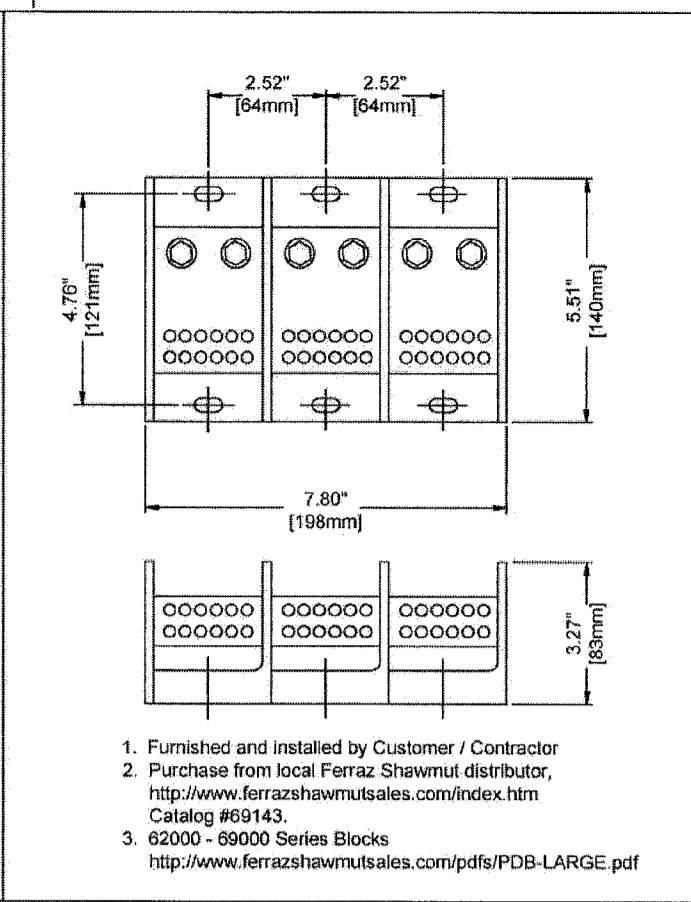 2.52" 2.52"
[64mm] [64mm]
4.76"
[121mm]
5.51"
[140mm]
7.80"
[198mm]
3.27"
[83mm]
1. Furnished and installed by Customer / Contractor
2. Purchase from local Ferraz Shawmut distributor,
http://www.ferrazshawmutsales.com/index.htm
Catalog #69143.
3. 62000 - 69000 Series Blocks
http://www.ferrazshawmutsales.com/pdfs/PDB-LARGE.pdf